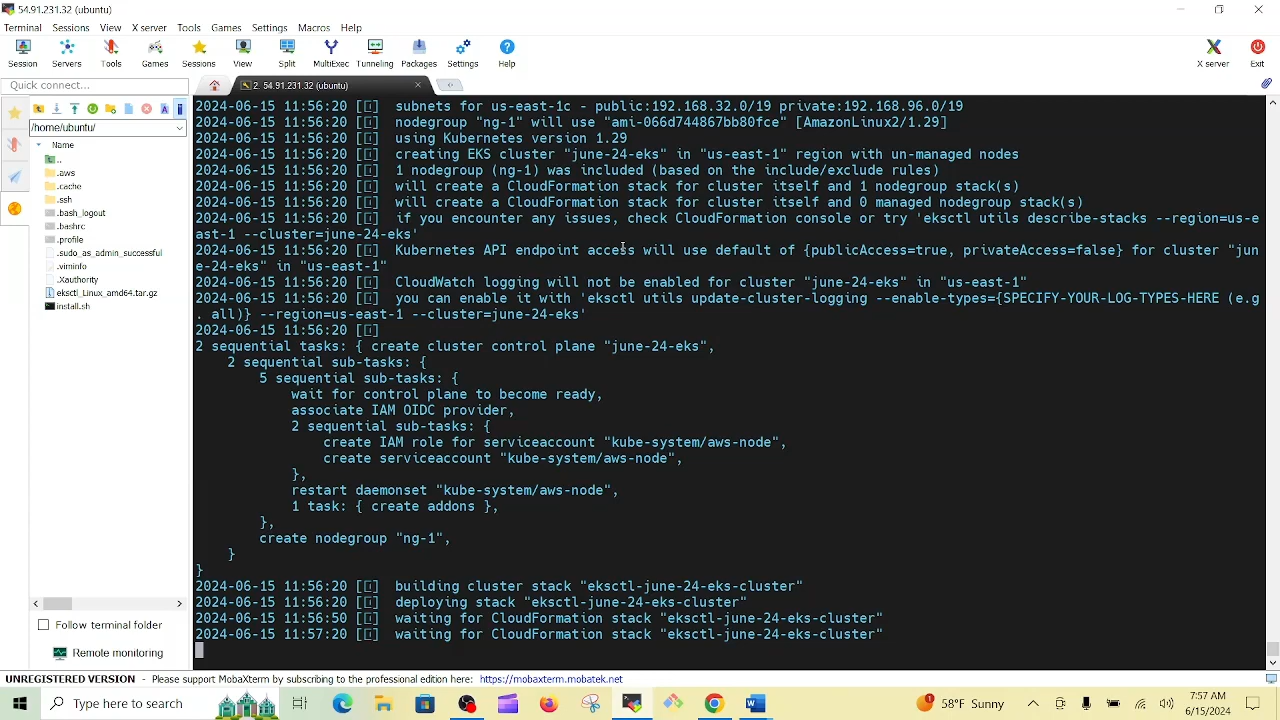 54.91.231.32 (ubuntu)
Terminal Sessions View X server Tools Games Settings Macros Help
Session Servers Tools Games Sessions View Split MultiExec Tunneling Packages Settings Help X server Exit
Quick connect...
2. 54.91.231.32 (ubuntu)
/home/ubuntu/
Name
..
.aws
.cache
.ssh
.bash_logout
.bashrc
.profile
.sudo_as_admin_successful
.viminfo
.Xauthority
eksctl_Linux_amd64.tar.gz
install.sh
Follow terminal folder
Remote monitoring
2024-06-15 11:56:20 [i] subnets for us-east-1c - public:192.168.32.0/19 private:192.168.96.0/19
2024-06-15 11:56:20 [i] nodegroup "ng-1" will use "ami-066d744867bb80fce" [AmazonLinux2/1.29]
2024-06-15 11:56:20 [i] using Kubernetes version 1.29
2024-06-15 11:56:20 [i] creating EKS cluster "june-24-eks" in "us-east-1" region with un-managed nodes
2024-06-15 11:56:20 [i] 1 nodegroup (ng-1) was included (based on the include/exclude rules)
2024-06-15 11:56:20 [i] will create a CloudFormation stack for cluster itself and 1 nodegroup stack(s)
2024-06-15 11:56:20 [i] will create a CloudFormation stack for cluster itself and 0 managed nodegroup stack(s)
2024-06-15 11:56:20 [i] if you encounter any issues, check CloudFormation console or try 'eksctl utils describe-stacks --region=us-e
ast-1 --cluster=june-24-eks'
2024-06-15 11:56:20 [i] Kubernetes API endpoint access will use default of {publicAccess=true, privateAccess=false} for cluster "jun
e-24-eks" in "us-east-1"
2024-06-15 11:56:20 [i] CloudWatch logging will not be enabled for cluster "june-24-eks" in "us-east-1"
2024-06-15 11:56:20 [i] you can enable it with 'eksctl utils update-cluster-logging --enable-types={SPECIFY-YOUR-LOG-TYPES-HERE (e.g
. all)} --region=us-east-1 --cluster=june-24-eks'
2024-06-15 11:56:20 [i]
2 sequential tasks: { create cluster control plane "june-24-eks",
2 sequential sub-tasks: {
5 sequential sub-tasks: {
wait for control plane to become ready,
associate IAM OIDC provider,
2 sequential sub-tasks: {
create IAM role for serviceaccount "kube-system/aws-node",
create serviceaccount "kube-system/aws-node",
},
restart daemonset "kube-system/aws-node",
1 task: { create addons },
},
create nodegroup "ng-1",
}
}
2024-06-15 11:56:20 [i] building cluster stack "eksctl-june-24-eks-cluster"
2024-06-15 11:56:20 [i] deploying stack "eksctl-june-24-eks-cluster"
2024-06-15 11:56:50 [i] waiting for CloudFormation stack "eksctl-june-24-eks-cluster"
2024-06-15 11:57:20 [i] waiting for CloudFormation stack "eksctl-june-24-eks-cluster"
UNREGISTERED VERSION - Please support MobaXterm by subscribing to the professional edition here: https://mobaxterm.mobatek.net
Type here to search
1
58°F Sunny
7:57 AM
6/15/2024